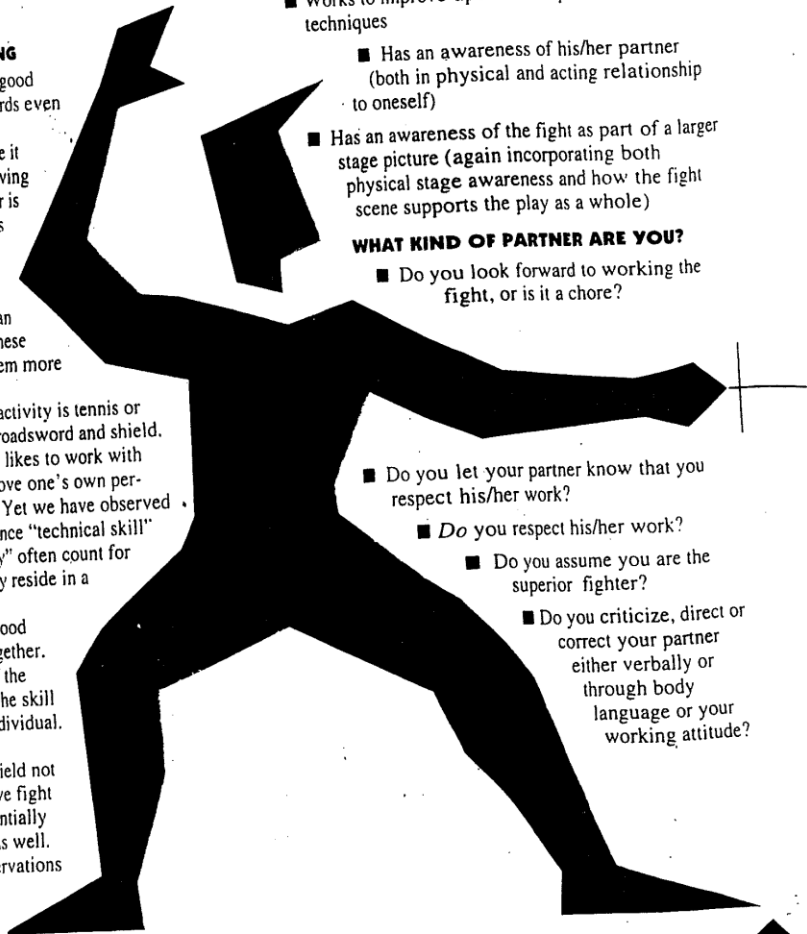 NG
good
rds even
e it
ving
r is
s
an
hese
em more
activity is tennis or
roadsword and shield.
likes to work with
ove one's own per-
Yet we have observed
nce "technical skill"
y" often count for
y reside in a
ood
gether.
the
he skill
dividual.
ield not
ve fight
ntially
s well.
rvations
■ Works to improve
techniques
■ Has an awareness of his/her partner
(both in physical and acting relationship
to oneself)
■ Has an awareness of the fight as part of a larger
stage picture (again incorporating both
physical stage awareness and how the fight
scene supports the play as a whole)
WHAT KIND OF PARTNER ARE YOU?
■ Do you look forward to working the
fight, or is it a chore?
■ Do you let your partner know that you
respect his/her work?
■ Do you respect his/her work?
■ Do you assume you are the
superior fighter?
■ Do you criticize, direct or
correct your partner
either verbally or
through body
language or your
working attitude?